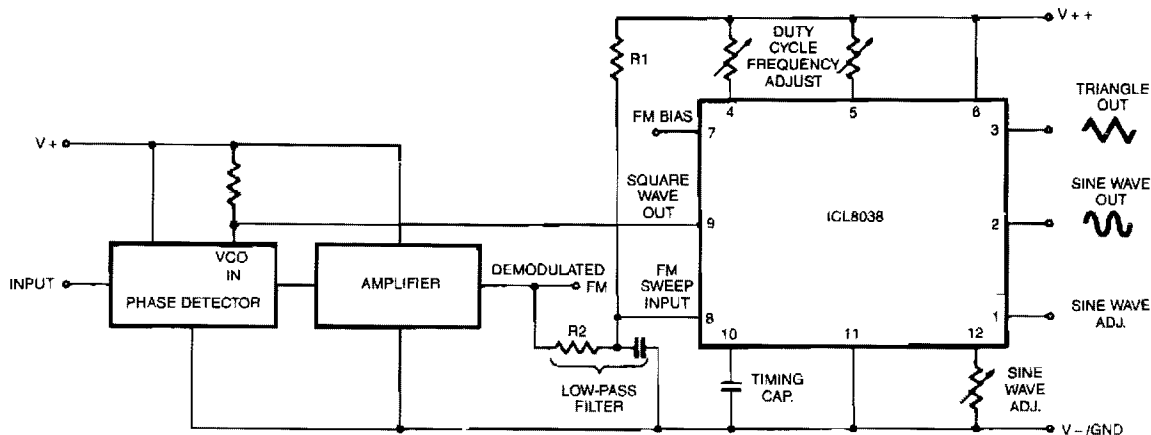 V++
R1
DUTY
CYCLE
FREQUENCY
ADJUST
4
5
6
FM BIAS
7
3
TRIANGLE
OUT
V+
SQUARE
WAVE
OUT
9
ICL8038
2
SINE WAVE
OUT
VCO
IN
INPUT
PHASE DETECTOR
AMPLIFIER
DEMODULATED
FM
FM
SWEEP
INPUT
8
1
SINE WAVE
ADJ.
R2
10
11
12
LOW-PASS
FILTER
TIMING
CAP.
SINE
WAVE
ADJ.
V-/GND